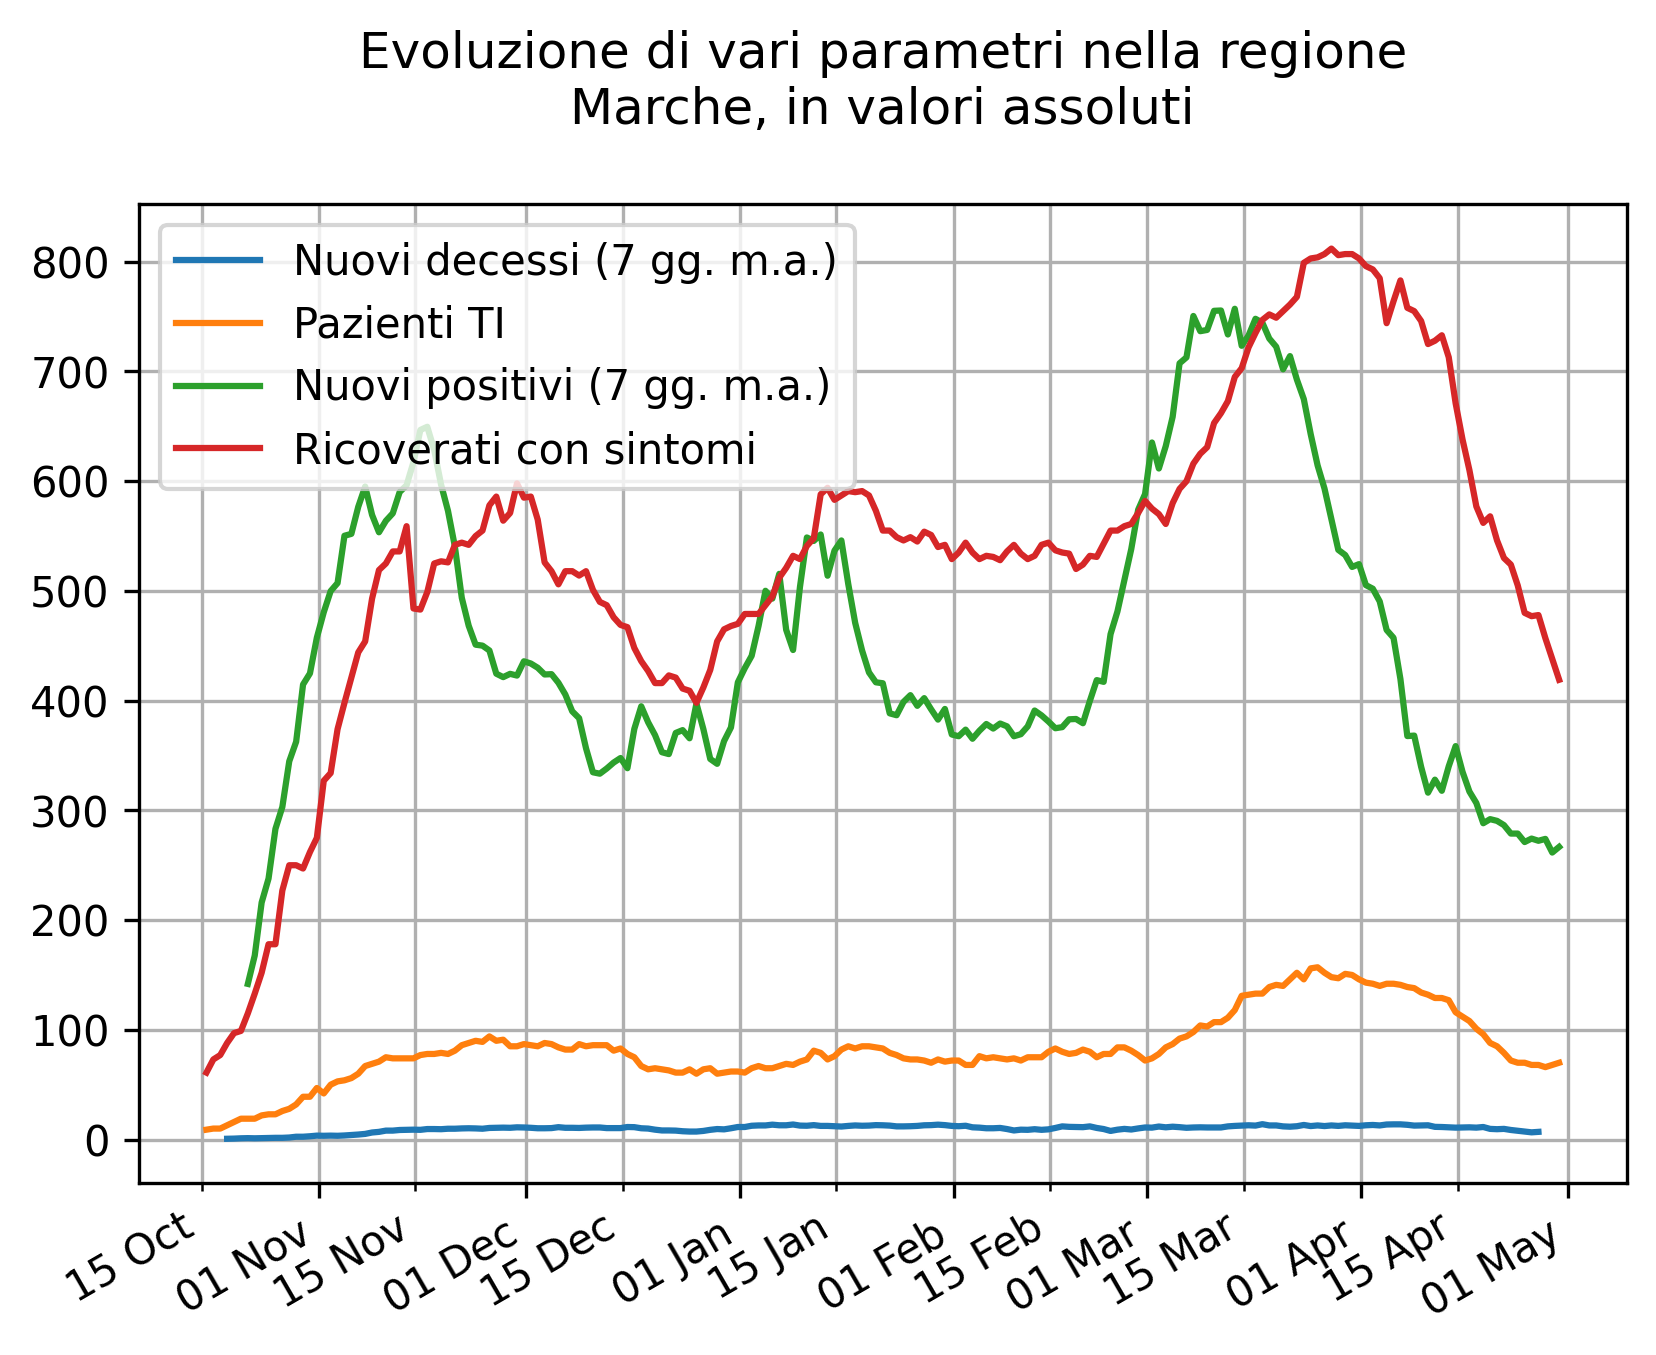 Evoluzione di vari parametri nella regione
Marche, in valori assoluti
Nuovi decessi (7 gg. m.a.)
Pazienti TI
Nuovi positivi (7 gg. m.a.)
Ricoverati con sintomi
800
700
600
500
400
300
200
100
0
15 Oct
01 Nov
15 Nov
01 Dec
15 Dec
01 Jan
15 Jan
01 Feb
15 Feb
01 Mar
15 Mar
01 Apr
15 Apr
01 May